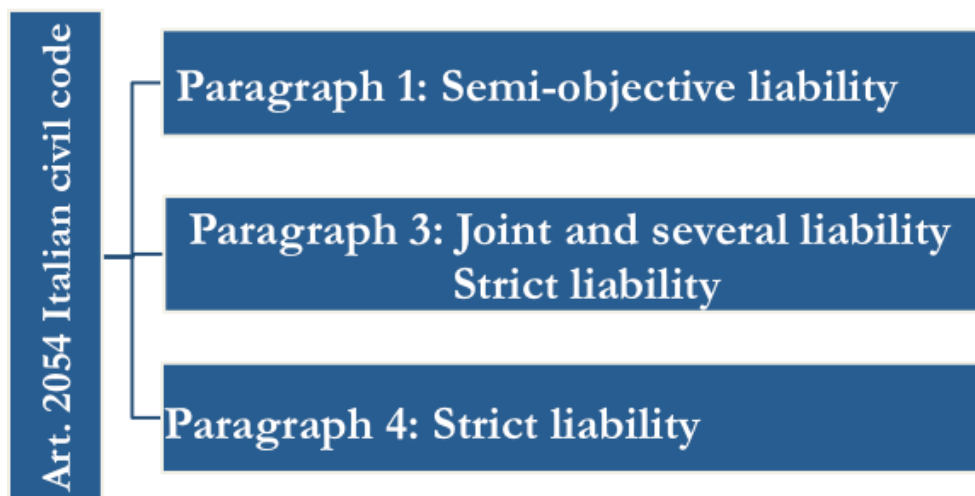 Art. 2054 Italian civil code
Paragraph 1: Semi-objective liability
Paragraph 3: Joint and several liability
Strict liability
Paragraph 4: Strict liability